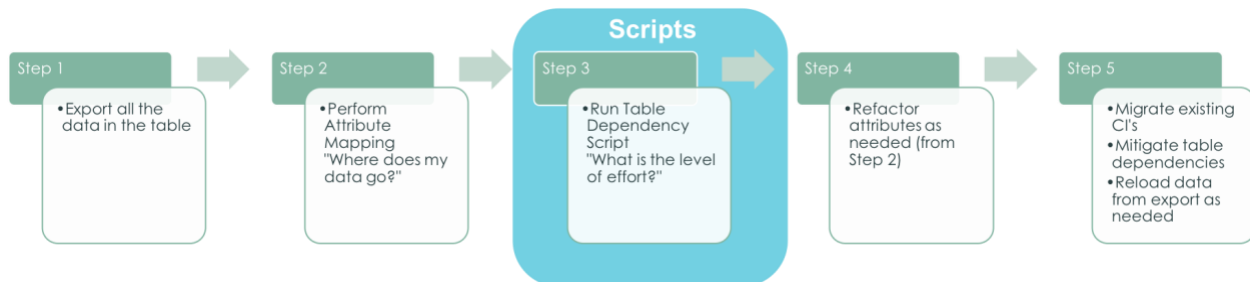 Scripts
Step 1
•Export all the
data in the table
Step 2
•Perform
Attribute
Mapping
"Where does my
data go?"
Step 3
•Run Table
Dependency
Script
"What is the level
of effort?"
Step 4
•Refactor
attributes as
needed (from
Step 2)
Step 5
•Migrate existing
CI's
•Mitigate table
dependencies
•Reload data
from export as
needed